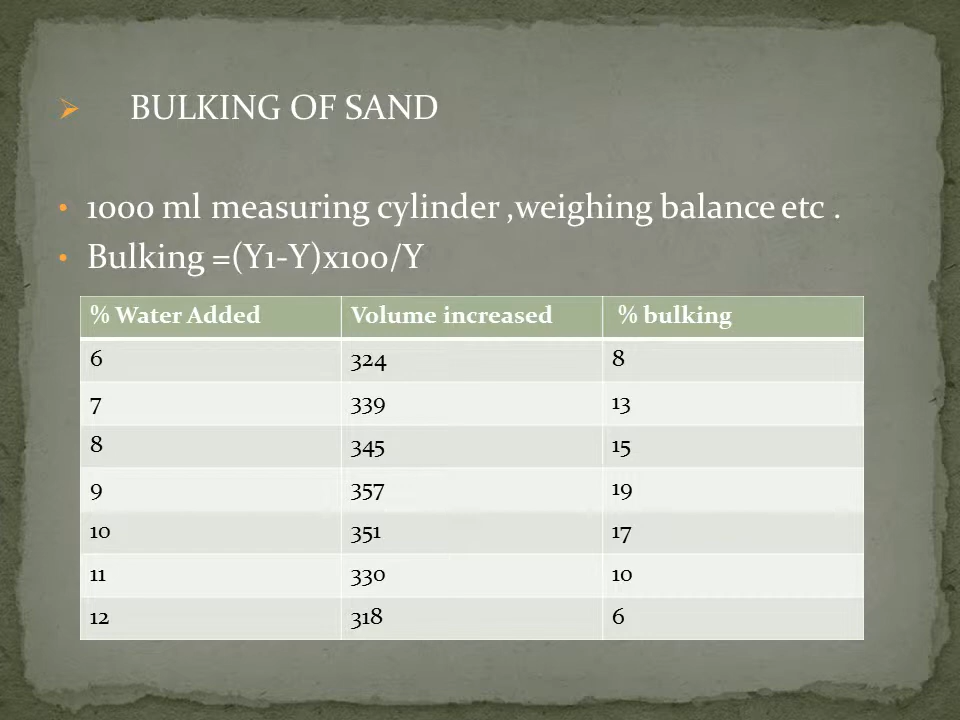 BULKING OF SAND
1000 ml measuring cylinder ,weighing balance etc .
Bulking =(Y1-Y)x100/Y
% Water Added Volume increased % bulking
6 324 8
7 339 13
8 345 15
9 357 19
10 351 17
11 330 10
12 318 6